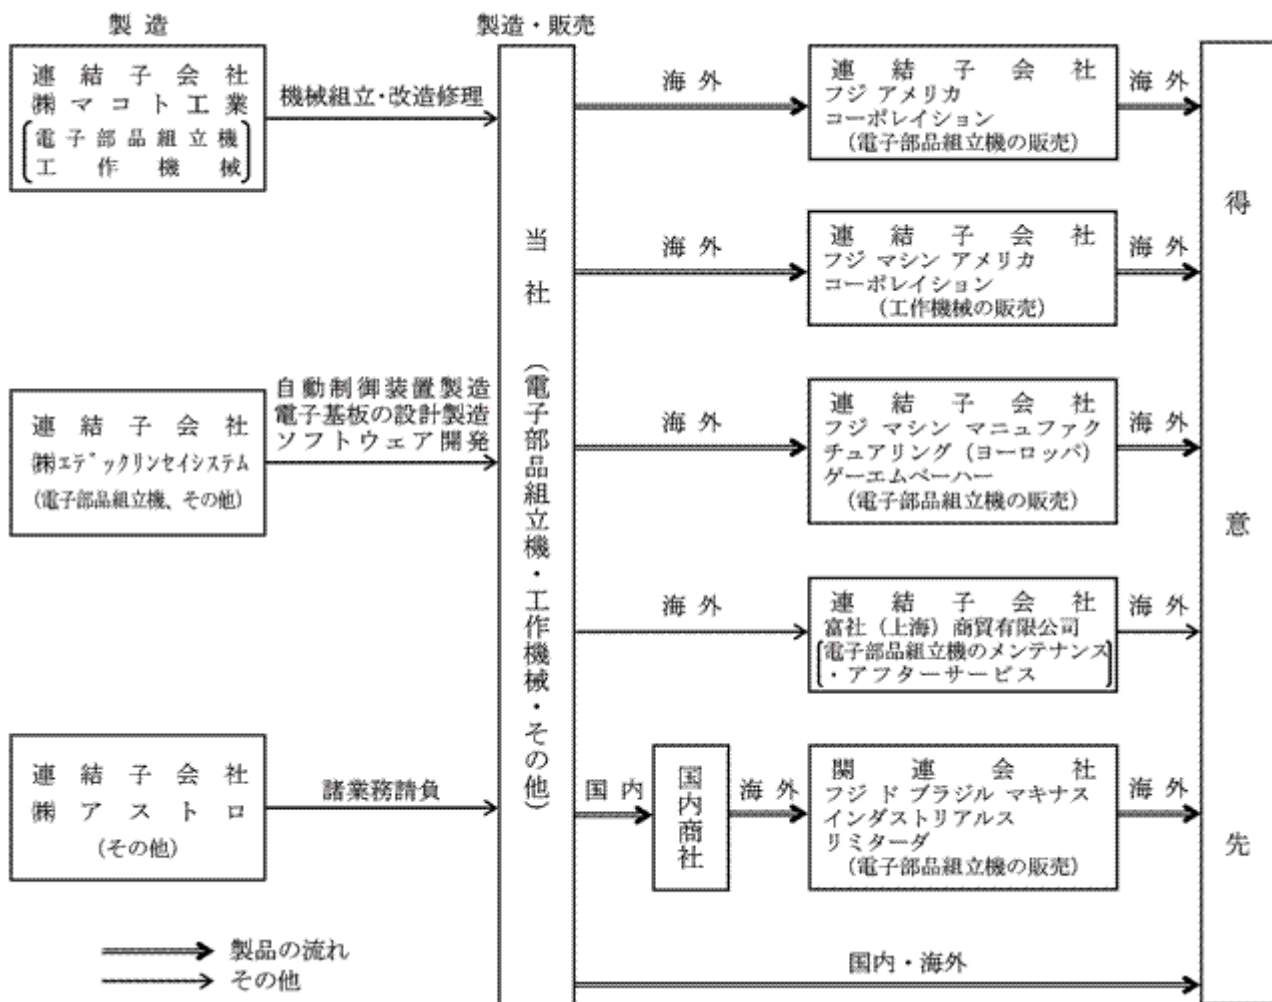 製造
連結子会社
㈱マコト工業
電子部品組立機
工作機械
機械組立・改造修理
連結子会社
㈱エデックリンセイシステム
(電子部品組立機、その他)
自動制御装置製造
電子基板の設計製造
ソフトウェア開発
連結子会社
㈱アストロ
(その他)
諸業務請負
製造・販売
当社(電子部品組立機・工作機械・その他)
海外
連結子会社
フジ アメリカ
コーポレイション
(電子部品組立機の販売)
海外
海外
連結子会社
フジ マシン アメリカ
コーポレイション
(工作機械の販売)
海外
海外
連結子会社
フジ マシン マニュファク
チュアリング (ヨーロッパ)
ゲーエムベーハー
(電子部品組立機の販売)
海外
海外
連結子会社
富社 (上海) 商貿有限公司
電子部品組立機のメンテナンス
・アフターサービス
海外
国内
国内商社
海外
関連会社
フジ ド ブラジル マキナス
インダストリアルス
リミターダ
(電子部品組立機の販売)
海外
国内・海外
得意先
製品の流れ
その他